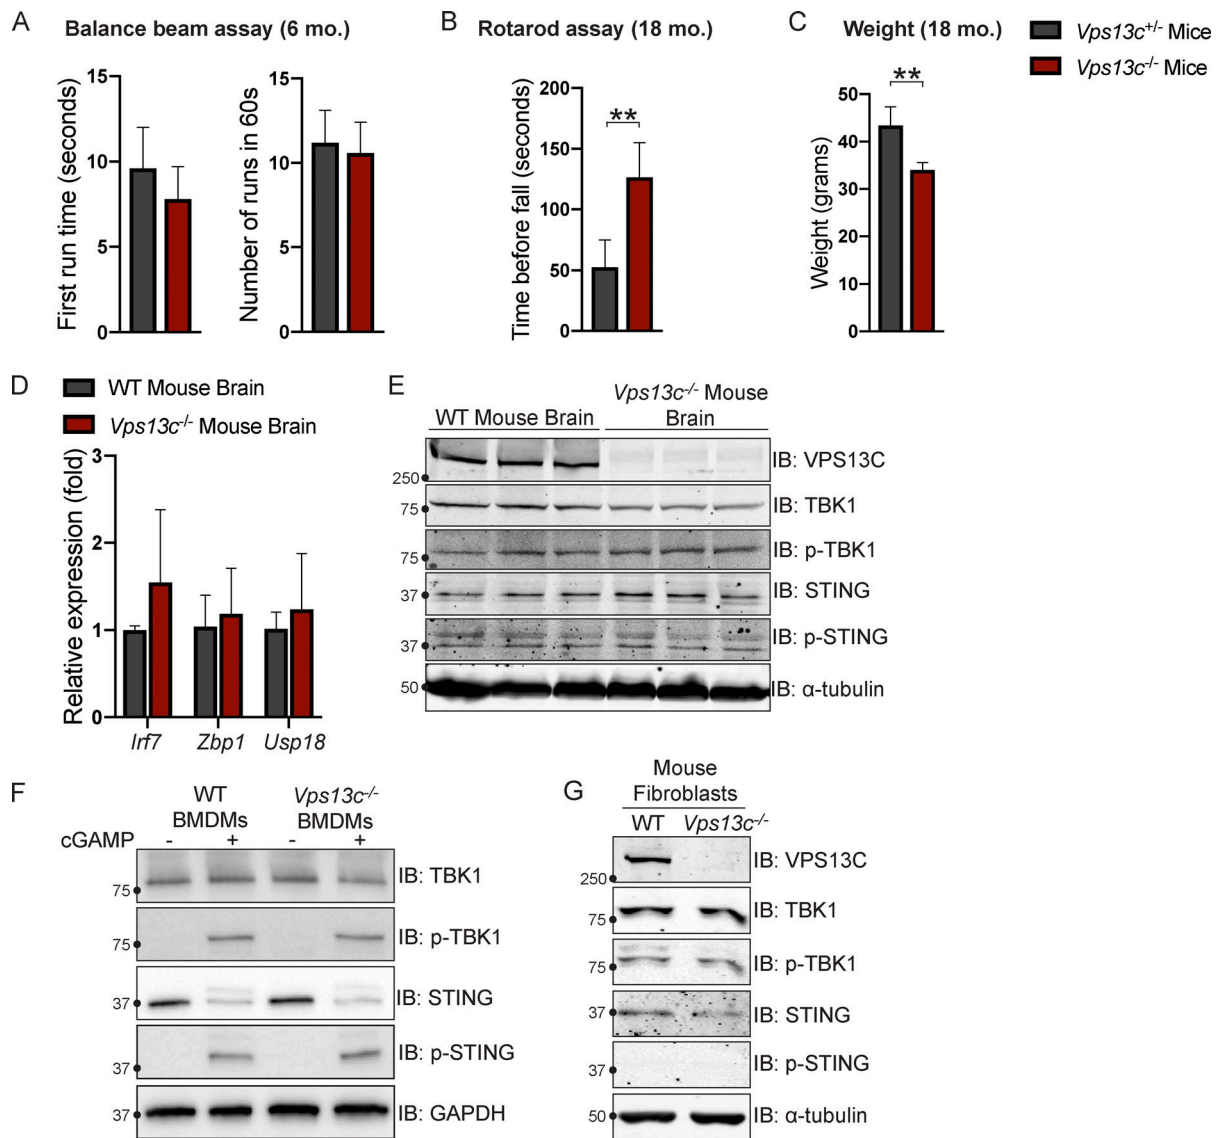 A Balance beam assay (6 mo.)
B Rotarod assay (18 mo.)
C Weight (18 mo.)
Vps13c+/- Mice
Vps13c-/- Mice
First run time (seconds)
15
10
5
0
Number of runs in 60s
15
10
5
0
Time before fall (seconds)
200
150
100
50
0
**
Weight (grams)
50
40
30
20
10
0
**
D
WT Mouse Brain
Vps13c-/- Mouse Brain
Relative expression (fold)
3
2
1
0
Irf7 Zbp1 Usp18
E
WT Mouse Brain
Vps13c-/- Mouse
Brain
250 IB: VPS13C
75 IB: TBK1
75 IB: p-TBK1
37 IB: STING
37 IB: p-STING
50 IB: α-tubulin
F
WT
BMDMs
Vps13c-/-
BMDMs
cGAMP - + - +
75 IB: TBK1
75 IB: p-TBK1
37 IB: STING
37 IB: p-STING
37 IB: GAPDH
G
Mouse
Fibroblasts
WT Vps13c-/-
250 IB: VPS13C
75 IB: TBK1
75 IB: p-TBK1
37 IB: STING
37 IB: p-STING
50 IB: α-tubulin